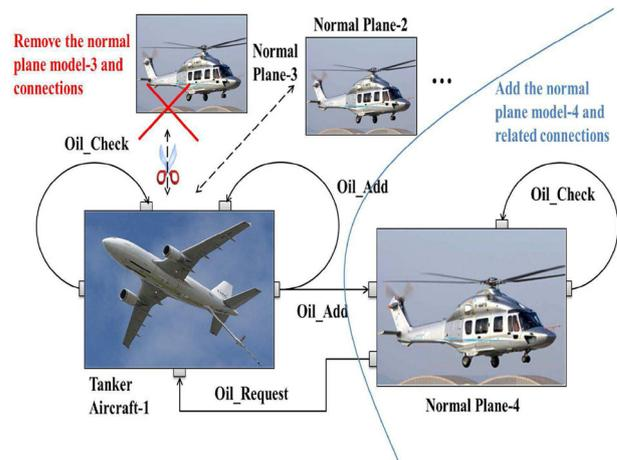 Remove the normal
plane model-3 and
connections
Normal
Plane-3
Normal Plane-2
...
Add the normal
plane model-4 and
related connections
Oil_Check
Oil_Add
Oil_Check
Oil_Add
Tanker
Aircraft-1
Oil_Request
Normal Plane-4